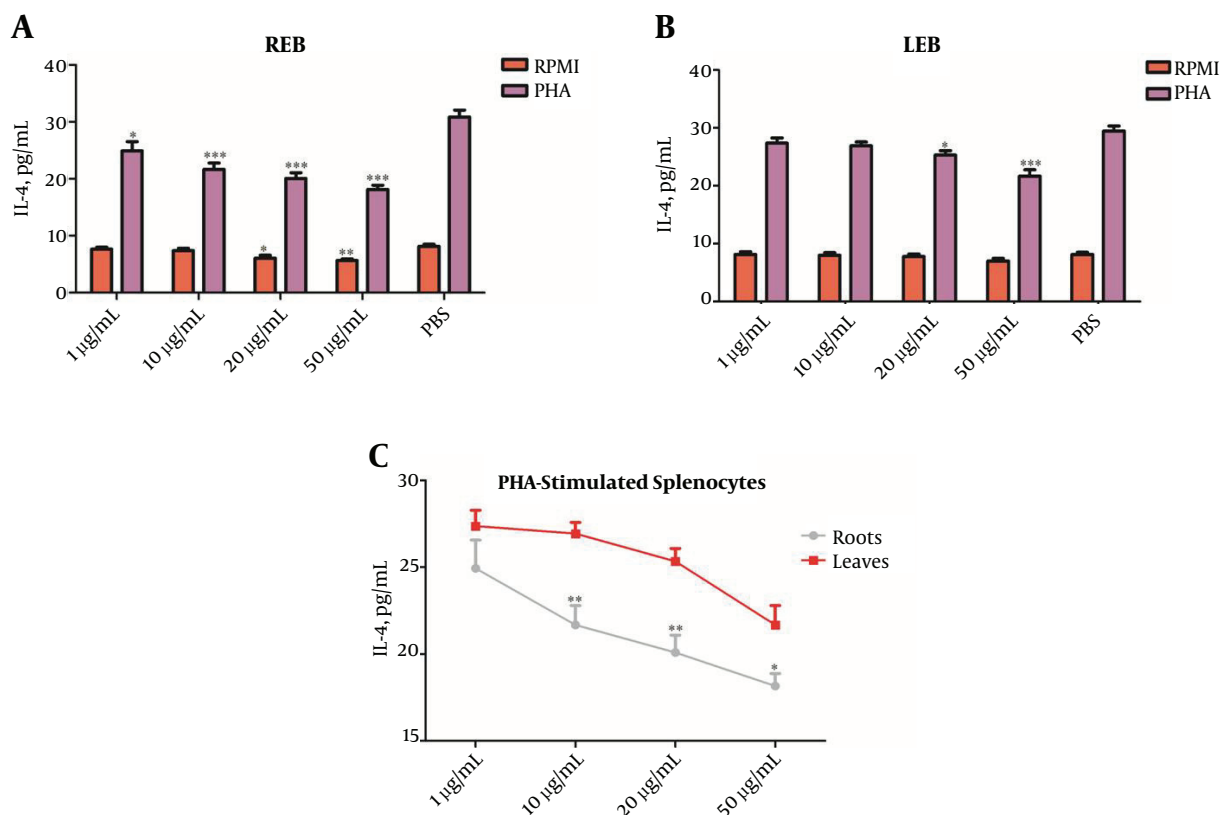 A
REB
RPMI
PHA
IL-4, pg/mL
40
30
20
10
0
*
***
***
***
*
**
1 µg/mL
10 µg/mL
20 µg/mL
50 µg/mL
PBS
B
LEB
RPMI
PHA
IL-4, pg/mL
40
30
20
10
0
*
***
1 µg/mL
10 µg/mL
20 µg/mL
50 µg/mL
PBS
C
PHA-Stimulated Splenocytes
Roots
Leaves
IL-4, pg/mL
30
25
20
15
**
**
*
1 µg/mL
10 µg/mL
20 µg/mL
50 µg/mL